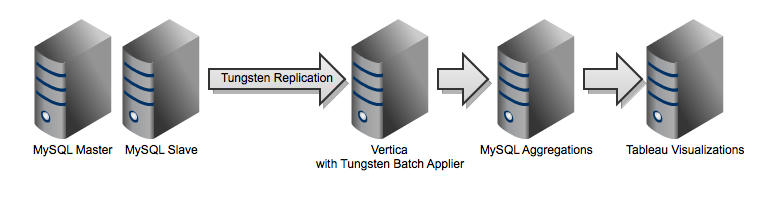 Tungsten Replication
MySQL Master
MySQL Slave
Vertica
with Tungsten Batch Applier
MySQL Aggregations
Tableau Visualizations